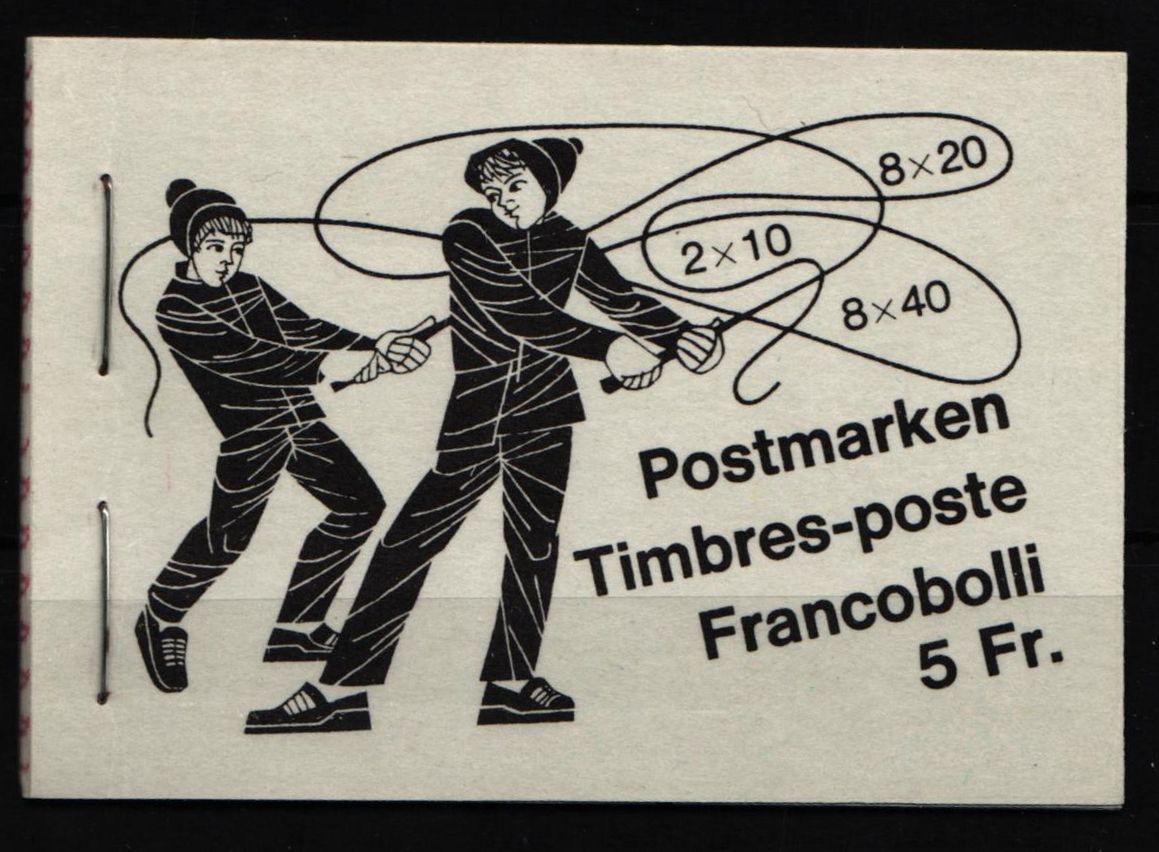 8×20
2×10
8×40
Postmarken
Timbres-poste
Francobolli
5 Fr.